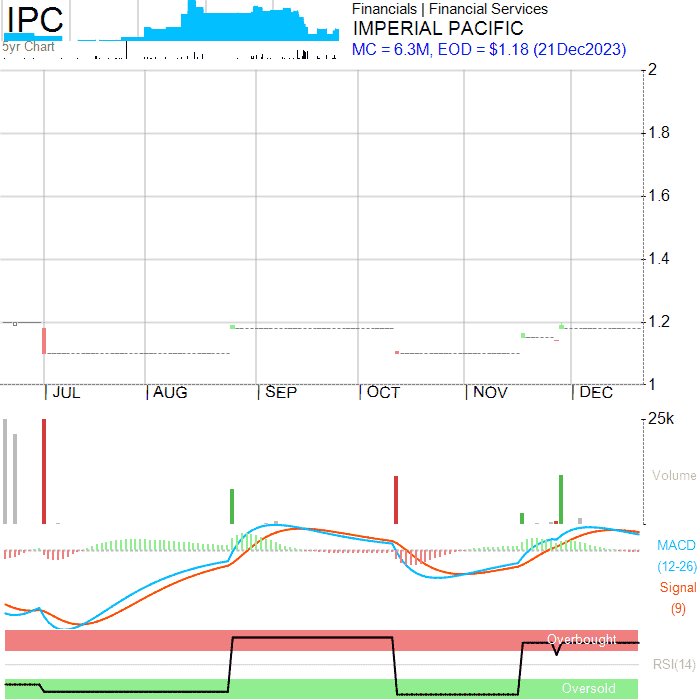 IPC
5yr Chart
Financials | Financial Services
IMPERIAL PACIFIC
MC = 6.3M, EOD = $1.18 (21Dec2023)
2
1.8
1.6
1.4
1.2
1
JUL AUG SEP OCT NOV DEC
25k
Volume
MACD
(12-26)
Signal
(9)
Overbought
RSI(14)
Oversold